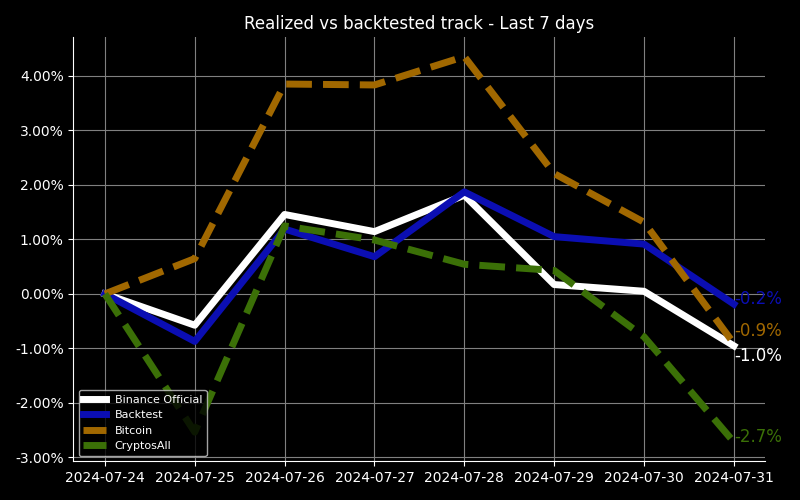 Realized vs backtested track - Last 7 days
4.00%
3.00%
2.00%
1.00%
0.00%
-1.00%
-2.00%
-3.00%
-0.2%
-0.9%
-1.0%
-2.7%
Binance Official
Backtest
Bitcoin
CryptosAll
2024-07-24 2024-07-25 2024-07-26 2024-07-27 2024-07-28 2024-07-29 2024-07-30 2024-07-31